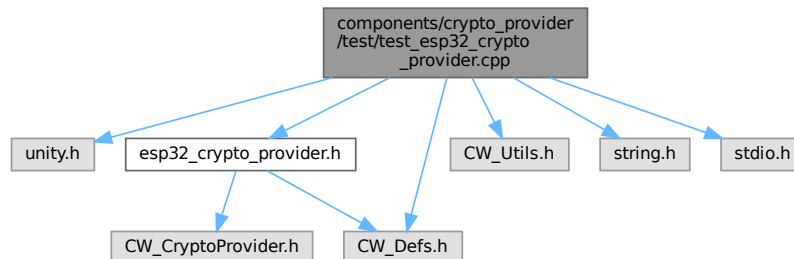 components/crypto_provider
/test/test_esp32_crypto
_provider.cpp
unity.h
esp32_crypto_provider.h
CW_Utils.h
string.h
stdio.h
CW_CryptoProvider.h
CW_Defs.h